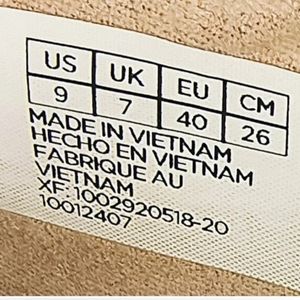 US UK EU CM
9 7 40 26
MADE IN VIETNAM
HECHO EN VIETNAM
FABRIQUE AU
VIETNAM
XF: 1002920518-20
10012407